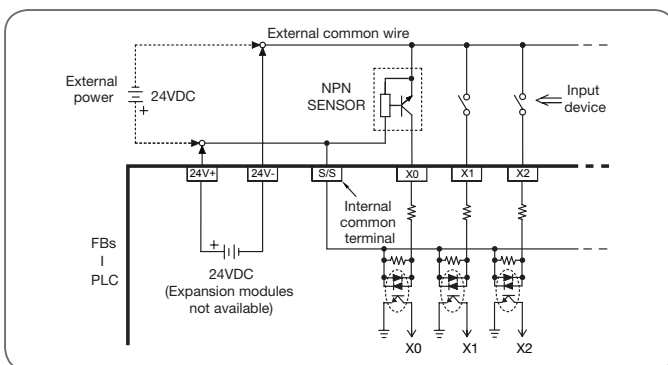 External common wire
External
power
24VDC
+
NPN
SENSOR
Input
device
24V+
24V-
S/S
X0
X1
X2
Internal
common
terminal
FBs
I
PLC
+
24VDC
(Expansion modules
not available)
X0
X1
X2